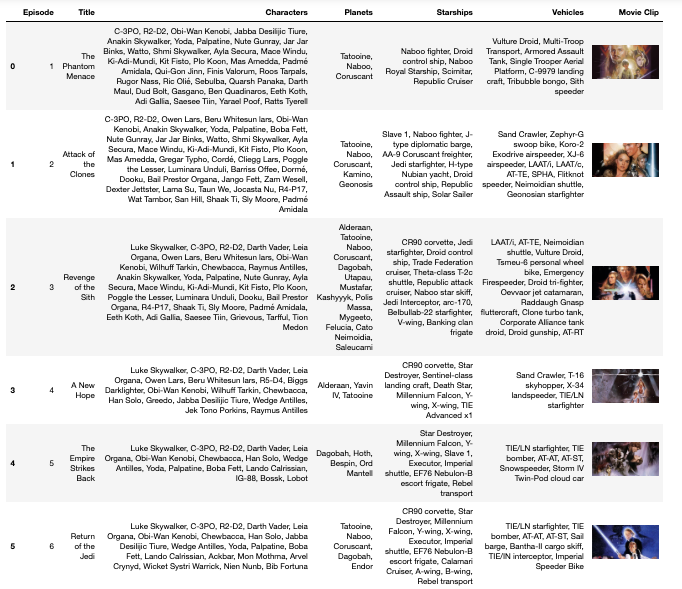 Episode Title Characters Planets Starships Vehicles Movie Clip
0
1
The
Phantom
Menace
C-3PO, R2-D2, Obi-Wan Kenobi, Jabba Desilijic Tiure,
Anakin Skywalker, Yoda, Palpatine, Nute Gunray, Jar Jar
Binks, Watto, Shmi Skywalker, Ayla Secura, Mace Windu,
Ki-Adi-Mundi, Kit Fisto, Plo Koon, Mas Amedda, Padmé
Amidala, Qui-Gon Jinn, Finis Valorum, Roos Tarpals,
Rugor Nass, Ric Olié, Sebulba, Quarsh Panaka, Darth
Maul, Dud Bolt, Gasgano, Ben Quadinaros, Eeth Koth,
Adi Gallia, Saesee Tiin, Yarael Poof, Ratts Tyerell
Tatooine,
Naboo,
Coruscant
Naboo fighter, Droid
control ship, Naboo
Royal Starship, Scimitar,
Republic Cruiser
Vulture Droid, Multi-Troop
Transport, Armored Assault
Tank, Single Trooper Aerial
Platform, C-9979 landing
craft, Tribubble bongo, Sith
speeder
1
2
Attack of
the
Clones
C-3PO, R2-D2, Owen Lars, Beru Whitesun lars, Obi-Wan
Kenobi, Anakin Skywalker, Yoda, Palpatine, Boba Fett,
Nute Gunray, Jar Jar Binks, Watto, Shmi Skywalker, Ayla
Secura, Mace Windu, Ki-Adi-Mundi, Kit Fisto, Plo Koon,
Mas Amedda, Gregar Typho, Cordé, Cliegg Lars, Poggle
the Lesser, Luminara Unduli, Barriss Offee, Dormé,
Dooku, Bail Prestor Organa, Jango Fett, Zam Wesell,
Dexter Jettster, Lama Su, Taun We, Jocasta Nu, R4-P17,
Wat Tambor, San Hill, Shaak Ti, Sly Moore, Padmé
Amidala
Tatooine,
Naboo,
Coruscant,
Kamino,
Geonosis
Slave 1, Naboo fighter, J-
type diplomatic barge,
AA-9 Coruscant freighter,
Jedi starfighter, H-type
Nubian yacht, Droid
control ship, Republic
Assault ship, Solar Sailer
Sand Crawler, Zephyr-G
swoop bike, Koro-2
Exodrive airspeeder, XJ-6
airspeeder, LAAT/i, LAAT/c,
AT-TE, SPHA, Flitknot
speeder, Neimoidian shuttle,
Geonosian starfighter
2
3
Revenge
of the
Sith
Luke Skywalker, C-3PO, R2-D2, Darth Vader, Leia
Organa, Owen Lars, Beru Whitesun lars, Obi-Wan
Kenobi, Wilhuff Tarkin, Chewbacca, Raymus Antilles,
Anakin Skywalker, Yoda, Palpatine, Nute Gunray, Ayla
Secura, Mace Windu, Ki-Adi-Mundi, Kit Fisto, Plo Koon,
Poggle the Lesser, Luminara Unduli, Dooku, Bail Prestor
Organa, R4-P17, Shaak Ti, Sly Moore, Padmé Amidala,
Eeth Koth, Adi Gallia, Saesee Tiin, Grievous, Tarfful, Tion
Medon
Alderaan,
Tatooine,
Naboo,
Coruscant,
Dagobah,
Utapau,
Mustafar,
Kashyyyk, Polis
Massa,
Mygeeto,
Felucia, Cato
Neimoidia,
Saleucami
CR90 corvette, Jedi
starfighter, Droid control
ship, Trade Federation
cruiser, Theta-class T-2c
shuttle, Republic attack
cruiser, Naboo star skiff,
Jedi Interceptor, arc-170,
Belbullab-22 starfighter,
V-wing, Banking clan
frigate
LAAT/i, AT-TE, Neimoidian
shuttle, Vulture Droid,
Tsmeu-6 personal wheel
bike, Emergency
Firespeeder, Droid tri-fighter,
Oevvaor jet catamaran,
Raddaugh Gnasp
fluttercraft, Clone turbo tank,
Corporate Alliance tank
droid, Droid gunship, AT-RT
3
4
A New
Hope
Luke Skywalker, C-3PO, R2-D2, Darth Vader, Leia
Organa, Owen Lars, Beru Whitesun lars, R5-D4, Biggs
Darklighter, Obi-Wan Kenobi, Wilhuff Tarkin, Chewbacca,
Han Solo, Greedo, Jabba Desilijic Tiure, Wedge Antilles,
Jek Tono Porkins, Raymus Antilles
Alderaan, Yavin
IV, Tatooine
CR90 corvette, Star
Destroyer, Sentinel-class
landing craft, Death Star,
Millennium Falcon, Y-
wing, X-wing, TIE
Advanced x1
Sand Crawler, T-16
skyhopper, X-34
landspeeder, TIE/LN
starfighter
4
5
The
Empire
Strikes
Back
Luke Skywalker, C-3PO, R2-D2, Darth Vader, Leia
Organa, Obi-Wan Kenobi, Chewbacca, Han Solo, Wedge
Antilles, Yoda, Palpatine, Boba Fett, Lando Calrissian,
IG-88, Bossk, Lobot
Dagobah, Hoth,
Bespin, Ord
Mantell
Star Destroyer,
Millennium Falcon, Y-
wing, X-wing, Slave 1,
Executor, Imperial
shuttle, EF76 Nebulon-B
escort frigate, Rebel
transport
TIE/LN starfighter, TIE
bomber, AT-AT, AT-ST,
Snowspeeder, Storm IV
Twin-Pod cloud car
5
6
Return
of the
Jedi
Luke Skywalker, C-3PO, R2-D2, Darth Vader, Leia
Organa, Obi-Wan Kenobi, Chewbacca, Han Solo, Jabba
Desilijic Tiure, Wedge Antilles, Yoda, Palpatine, Boba
Fett, Lando Calrissian, Ackbar, Mon Mothma, Arvel
Crynyd, Wicket Systri Warrick, Nien Nunb, Bib Fortuna
Tatooine,
Naboo,
Coruscant,
Dagobah,
Endor
CR90 corvette, Star
Destroyer, Millennium
Falcon, Y-wing, X-wing,
Executor, Imperial
shuttle, EF76 Nebulon-B
escort frigate, Calamari
Cruiser, A-wing, B-wing,
Rebel transport
TIE/LN starfighter, TIE
bomber, AT-AT, AT-ST, Sail
barge, Bantha-II cargo skiff,
TIE/IN interceptor, Imperial
Speeder Bike